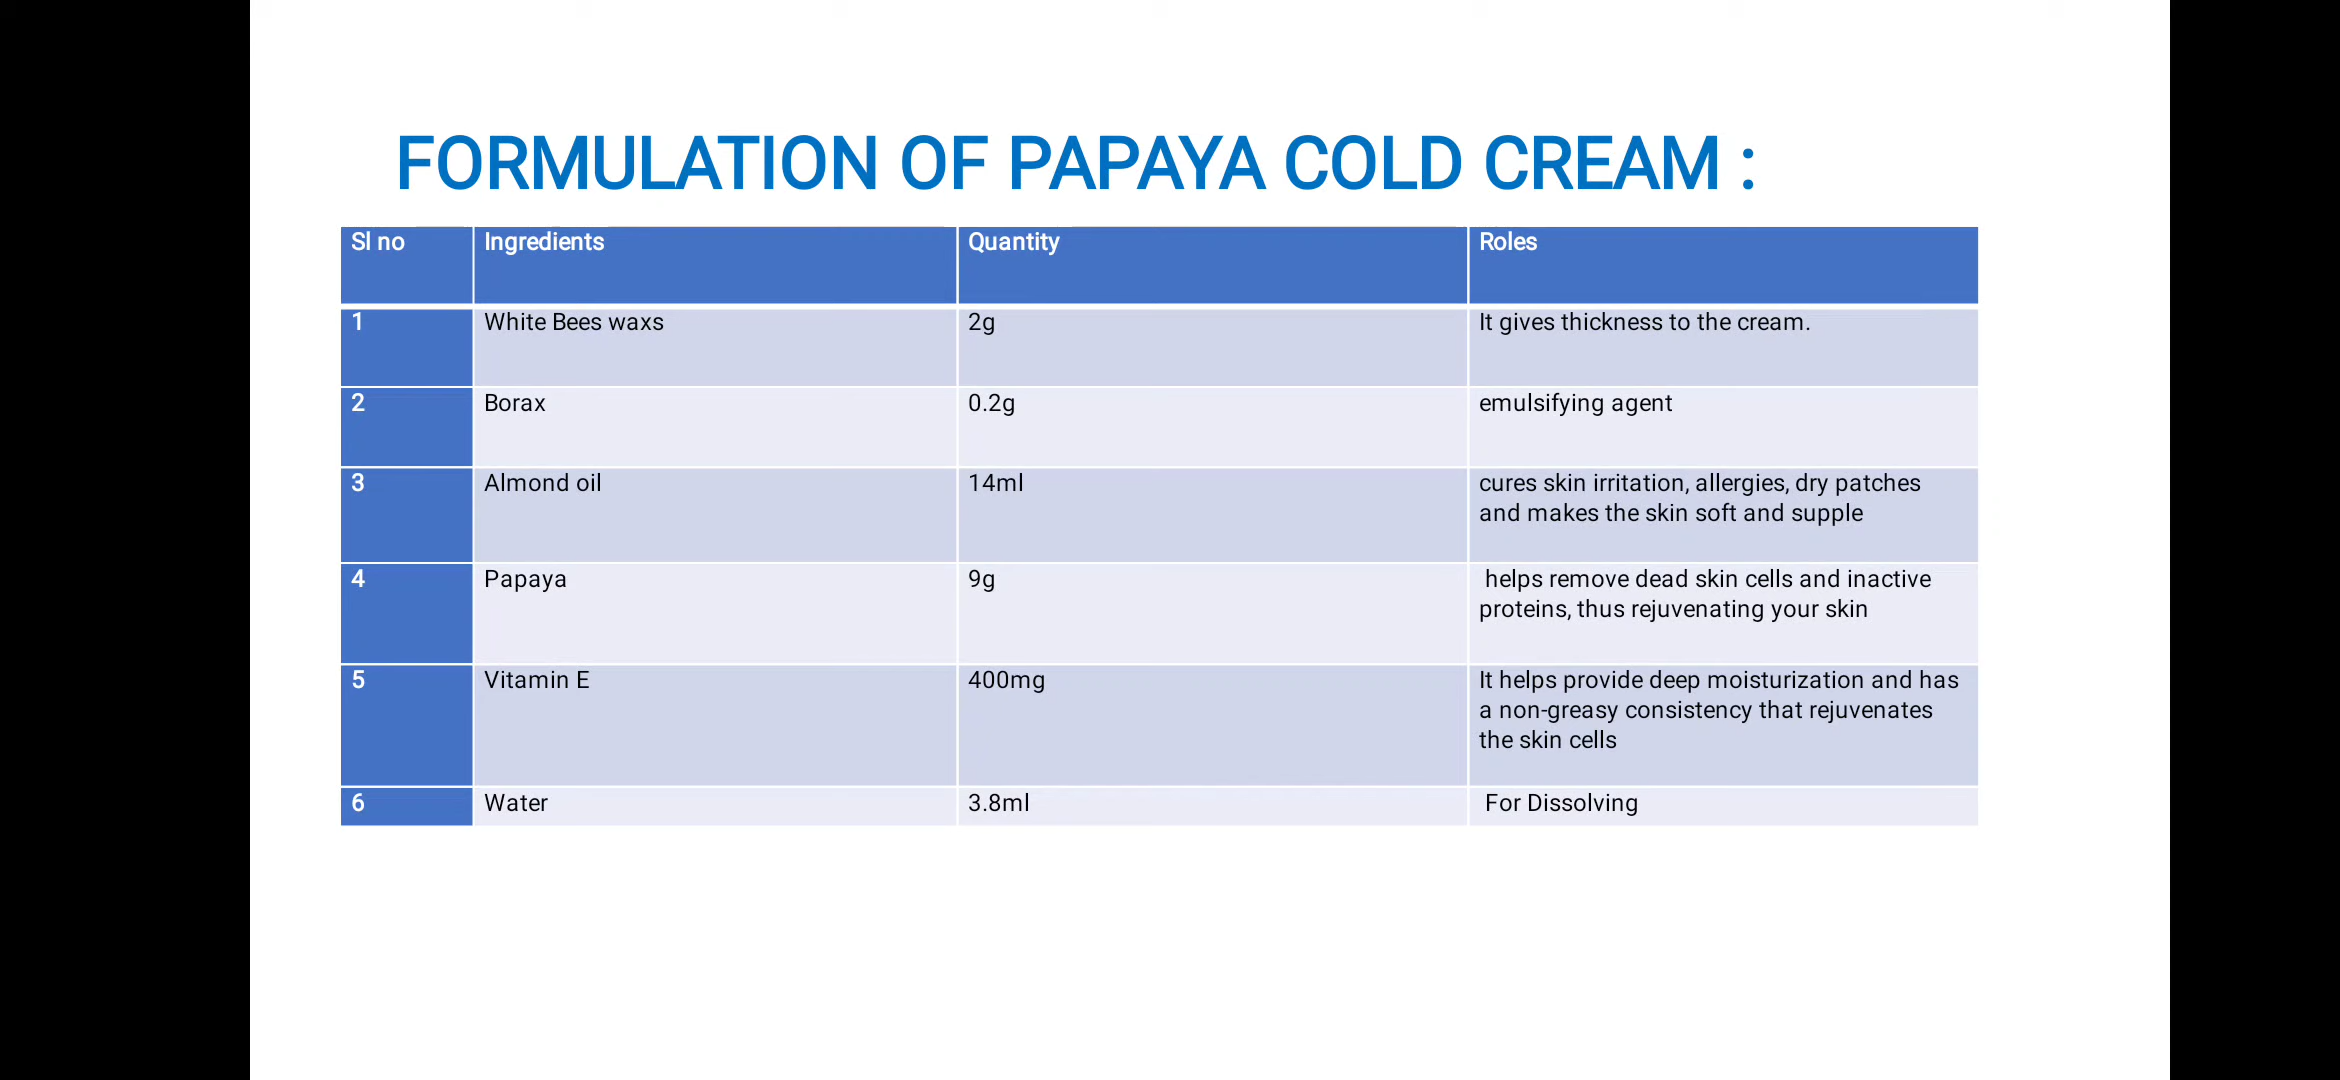 FORMULATION OF PAPAYA COLD CREAM :
Sl no Ingredients Quantity Roles
1 White Bees waxs 2g It gives thickness to the cream.
2 Borax 0.2g emulsifying agent
3 Almond oil 14ml cures skin irritation, allergies, dry patches
and makes the skin soft and supple
4 Papaya 9g helps remove dead skin cells and inactive
proteins, thus rejuvenating your skin
5 Vitamin E 400mg It helps provide deep moisturization and has
a non-greasy consistency that rejuvenates
the skin cells
6 Water 3.8ml For Dissolving